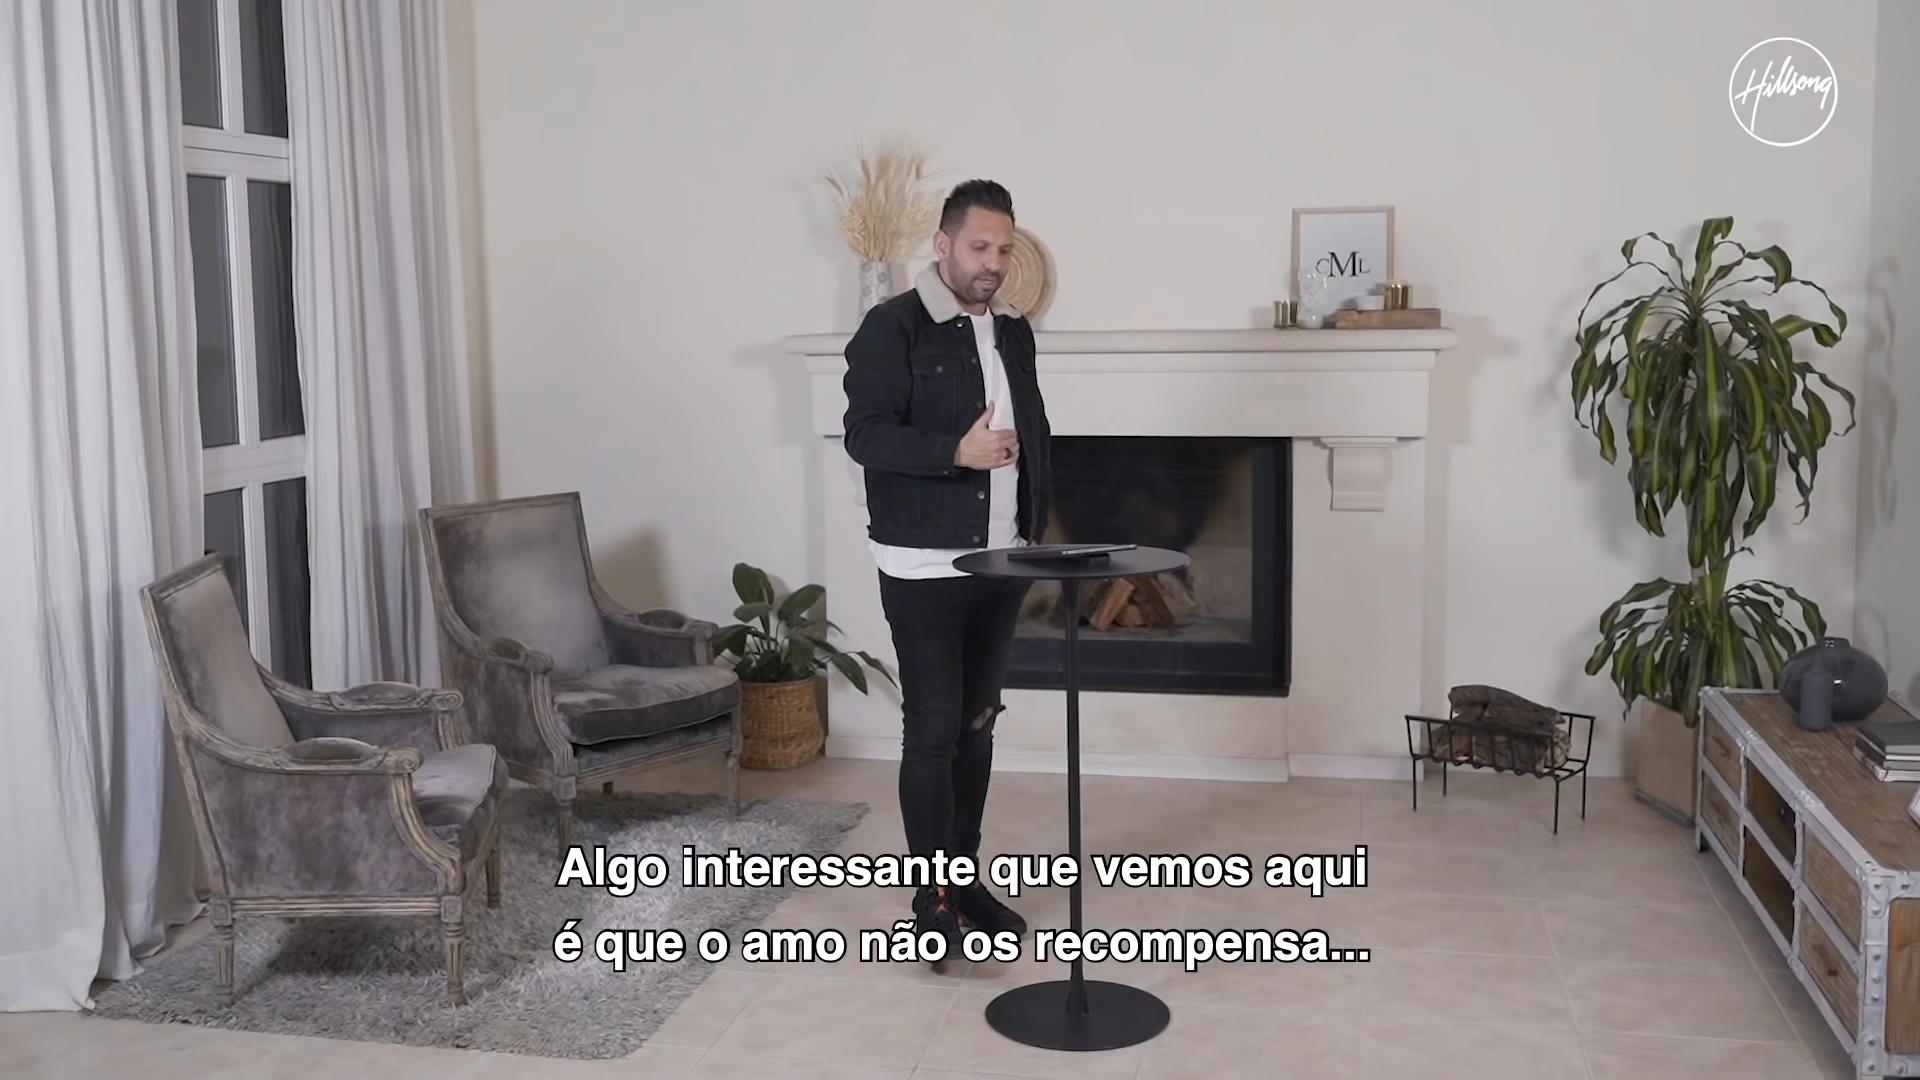 Hillsong
CML
Algo interessante que vemos aqui
é que o amo não os recompensa...